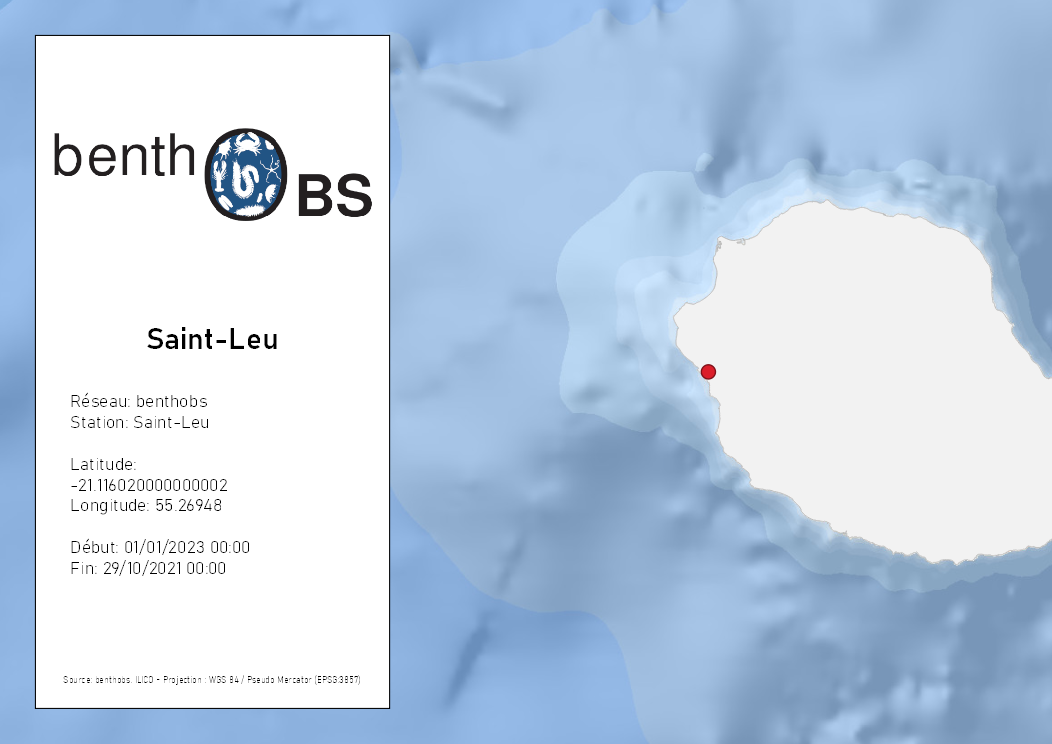 benth
BS
Saint-Leu
Réseau: benthobs
Station: Saint-Leu
Latitude:
-21.116020000000002
Longitude: 55.26948
Début: 01/01/2023 00:00
Fin: 29/10/2021 00:00
Source: benthobs, ILICO - Projection : WGS 84 / Pseudo Mercator (EPSG:3857)